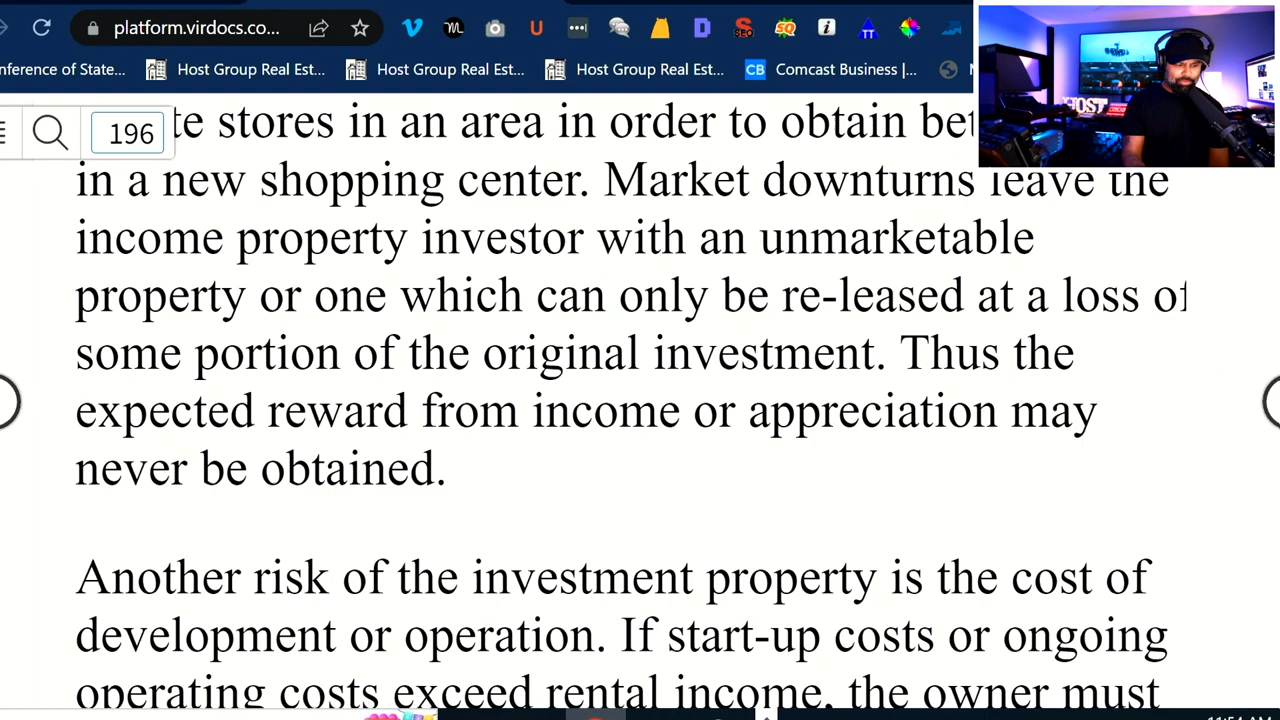 platform.virdocs.co...
nference of State... Host Group Real Est... Host Group Real Est... Host Group Real Est... CB Comcast Business |...
196
te stores in an area in order to obtain bet
in a new shopping center. Market downturns leave the
income property investor with an unmarketable
property or one which can only be re-leased at a loss of
some portion of the original investment. Thus the
expected reward from income or appreciation may
never be obtained.
Another risk of the investment property is the cost of
development or operation. If start-up costs or ongoing
operating costs exceed rental income, the owner must